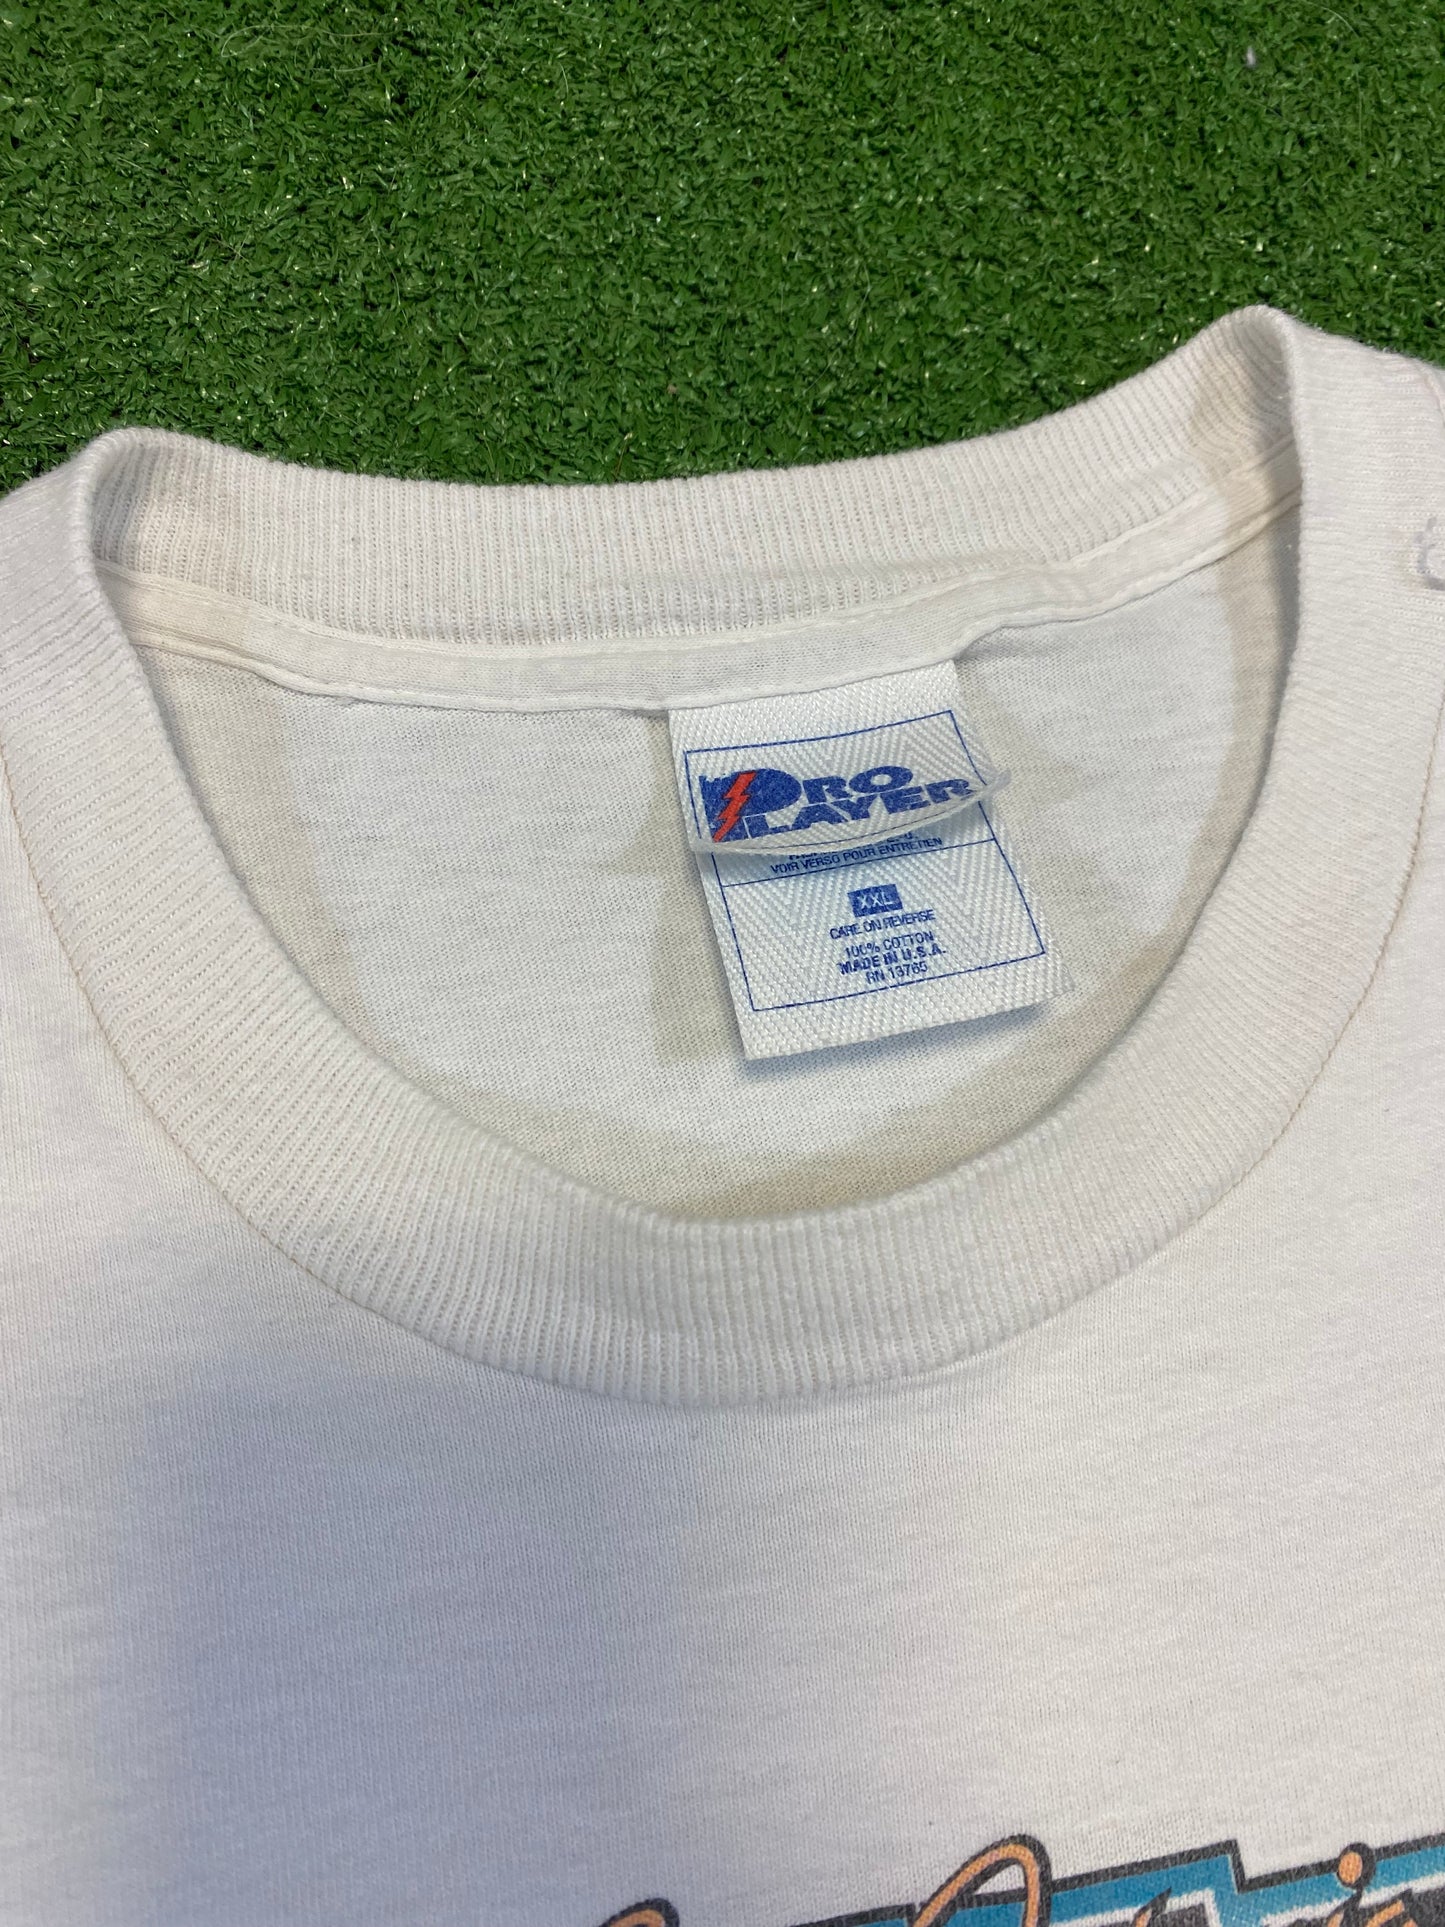 PRO
PLAYER
VOIR VERSO POUR ENTRETIEN
XXL
CARE ON REVERSE
100% COTTON
MADE IN U.S.A.
RN 13765